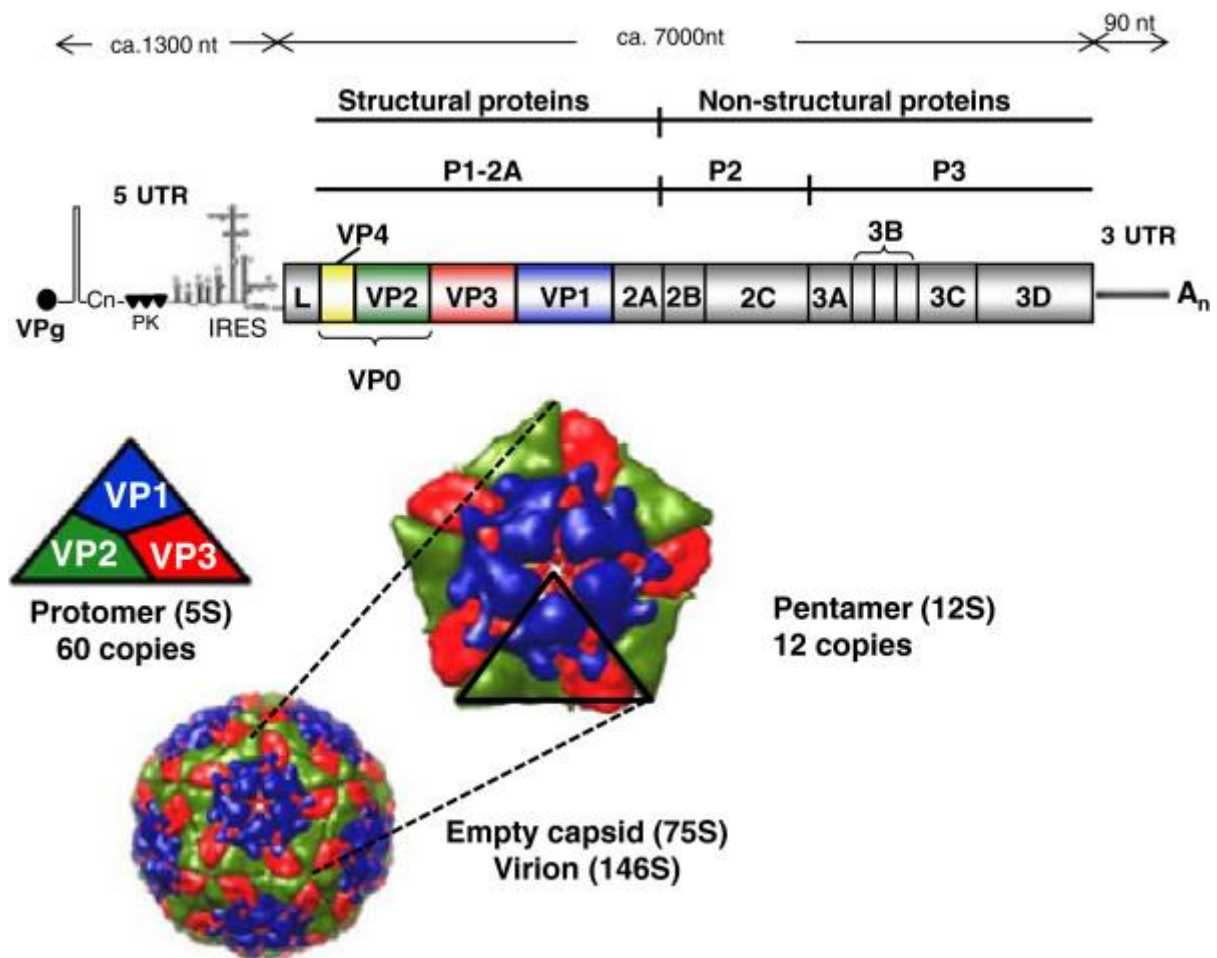 ca.1300 nt
ca. 7000nt
90 nt
Structural proteins
Non-structural proteins
P1-2A
P2
P3
5 UTR
VP4
3B
3 UTR
VPg
Cn
PK
IRES
L
VP2
VP3
VP1
2A
2B
2C
3A
3C
3D
An
VP0
VP1
VP2
VP3
Protomer (5S)
60 copies
Pentamer (12S)
12 copies
Empty capsid (75S)
Virion (146S)